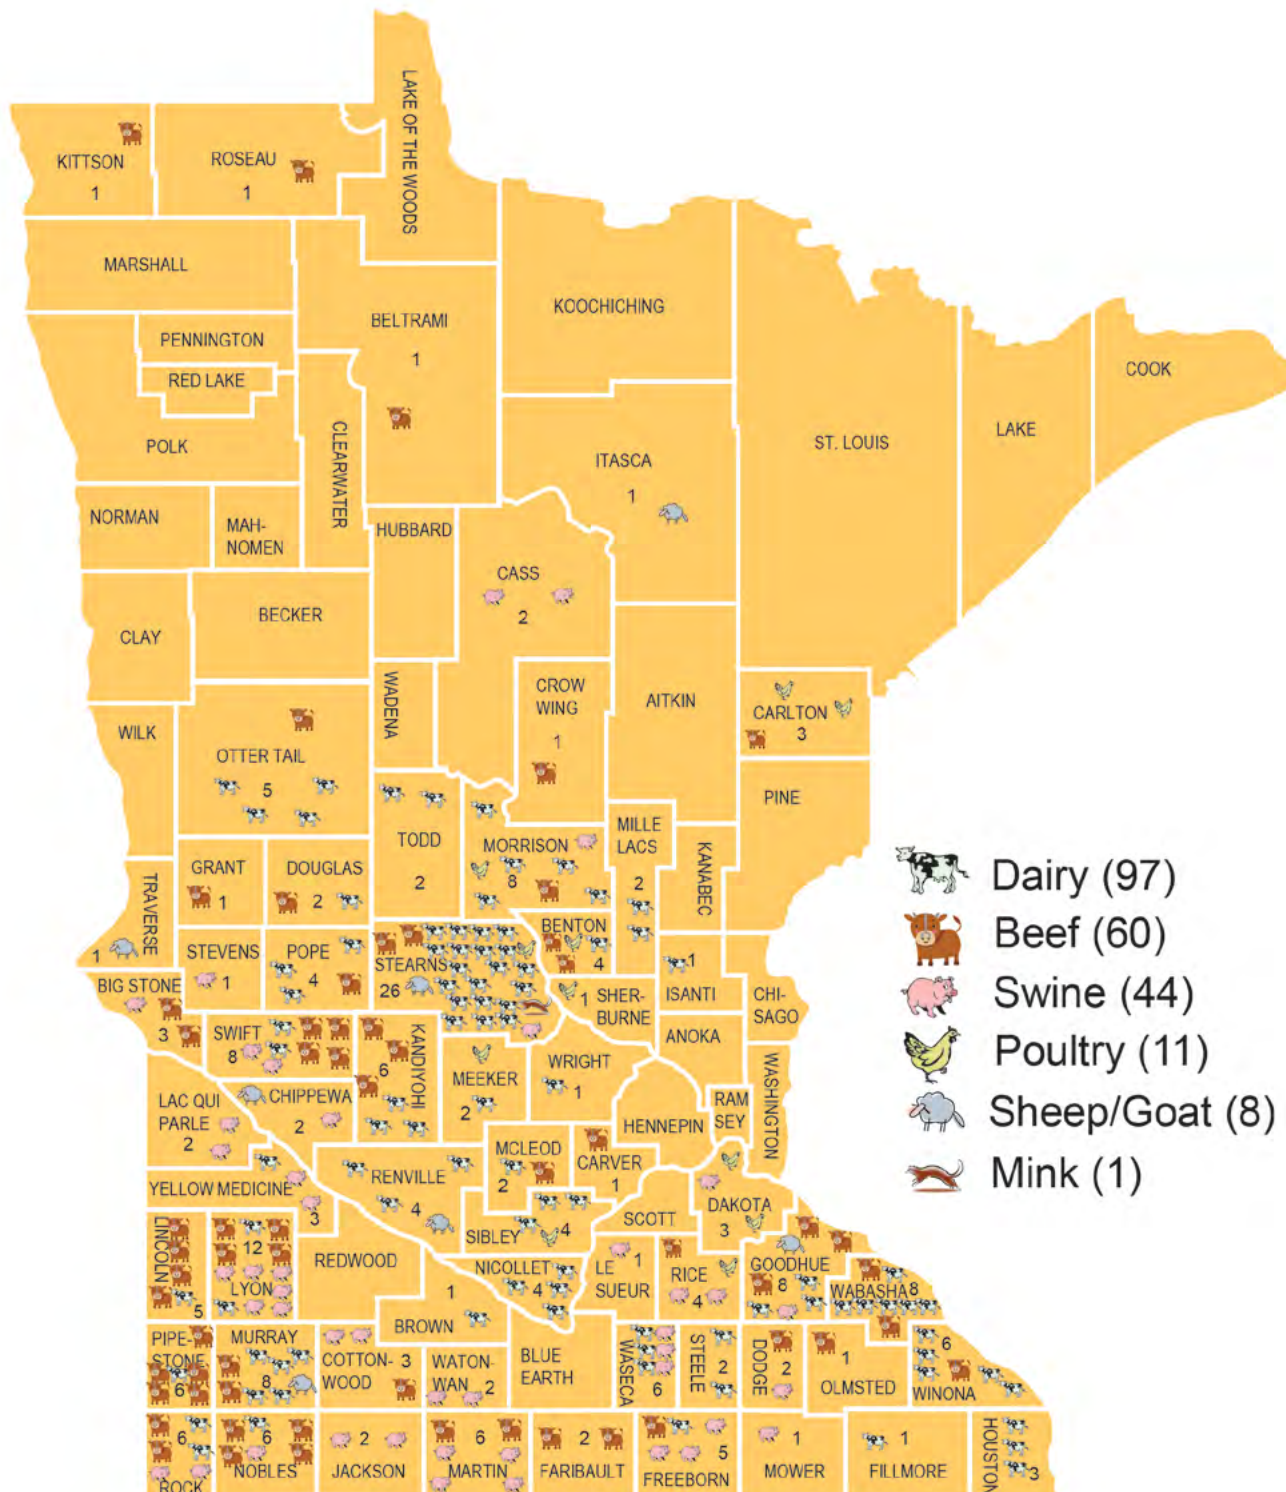 LAKE OF THE WOODS
KITTSON
1
ROSEAU
1
MARSHALL
BELTRAMI
1
KOOCHICHING
PENNINGTON
RED LAKE
COOK
POLK
CLEARWATER
ITASCA
1
ST. LOUIS
LAKE
NORMAN
MAH-
NOMEN
HUBBARD
CASS
2
CLAY
BECKER
WADENA
CROW
WING
1
AITKIN
CARLTON
3
WILK
OTTER TAIL
5
PINE
TODD
2
MORRISON
8
MILLE
LACS
2
KANABEC
GRANT
1
DOUGLAS
2
TRAVERSE
1
STEVENS
1
POPE
4
STEARNS
26
BENTON
4
1
ISANTI
BIG STONE
3
1
SHER-
BURNE
CHI-
SAGO
SWIFT
8
KANDIYOHI
6
MEEKER
2
WRIGHT
1
ANOKA
WASHINGTON
LAC QUI
PARLE
2
CHIPPEWA
2
HENNEPIN
RAM
SEY
MCLEOD
2
CARVER
1
YELLOW MEDICINE
3
RENVILLE
4
SIBLEY
4
SCOTT
DAKOTA
3
LINCOLN
5
12
LYON
REDWOOD
NICOLLET
4
LE
SUEUR
1
RICE
4
GOODHUE
8
WABASHA
8
1
BROWN
PIPE-
STONE
6
MURRAY
8
COTTON-
WOOD
3
WATON-
WAN
2
BLUE
EARTH
WASECA
6
STEELE
2
DODGE
2
1
OLMSTED
6
WINONA
6
ROCK
6
NOBLES
2
JACKSON
6
MARTIN
2
FARIBAULT
5
FREEBORN
1
MOWER
1
FILLMORE
HOUSTON
3
Dairy (97)
Beef (60)
Swine (44)
Poultry (11)
Sheep/Goat (8)
Mink (1)